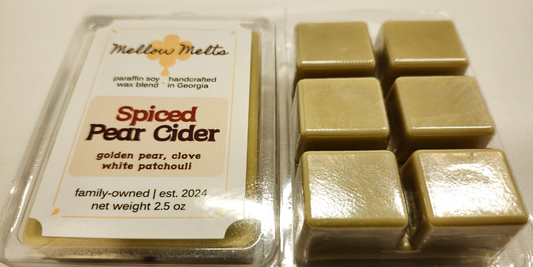 Mellow Melts
paraffin soy handcrafted
wax blend in Georgia
Spiced
Pear Cider
golden pear, clove
white patchouli
family-owned | est. 2024
net weight 2.5 oz